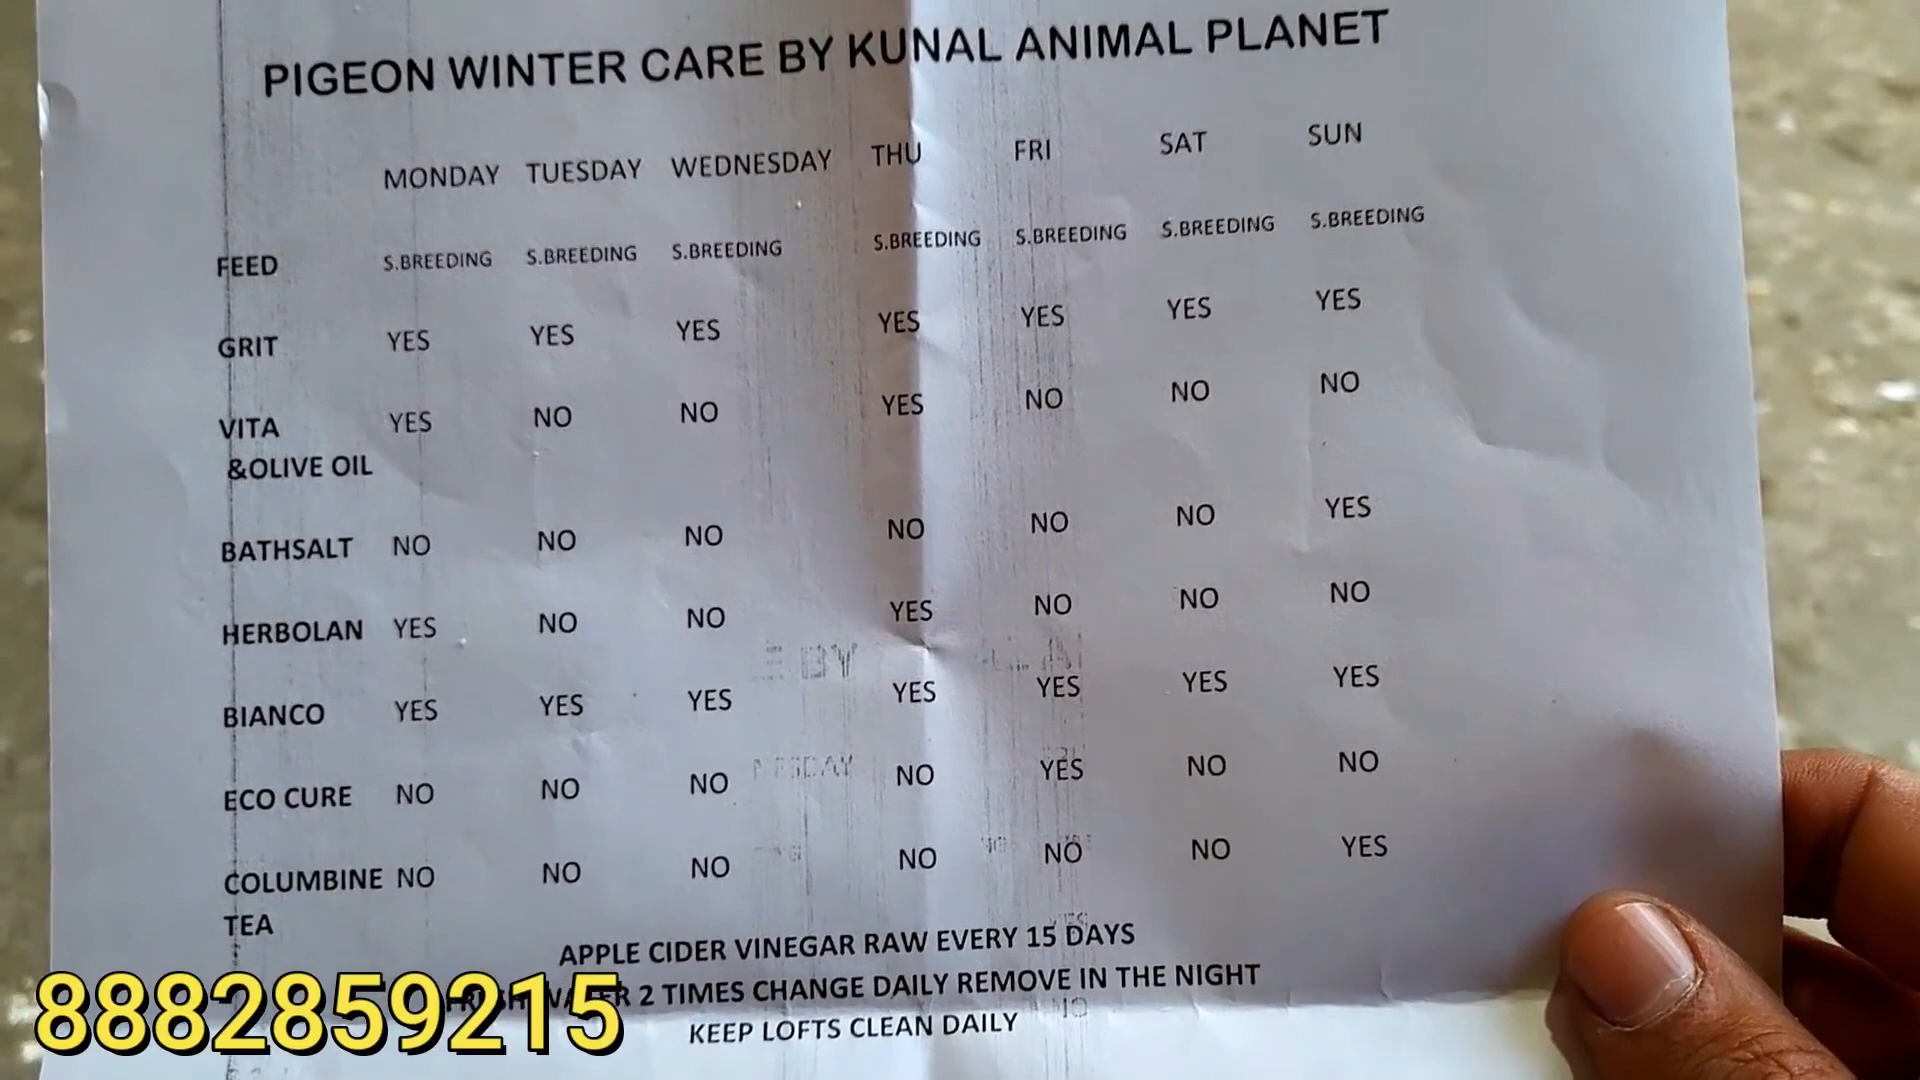 PIGEON WINTER CARE BY KUNAL ANIMAL PLANET
MONDAY TUESDAY WEDNESDAY THU FRI SAT SUN
FEED S.BREEDING S.BREEDING S.BREEDING S.BREEDING S.BREEDING S.BREEDING S.BREEDING
GRIT YES YES YES YES YES YES YES
VITA YES NO NO YES NO NO NO
&OLIVE OIL
BATHSALT NO NO NO NO NO NO YES
HERBOLAN YES NO NO YES NO NO NO
BIANCO YES YES YES YES YES YES YES
ECO CURE NO NO NO NO YES NO NO
COLUMBINE NO NO NO NO NO NO YES
TEA
APPLE CIDER VINEGAR RAW EVERY 15 DAYS
2 TIMES CHANGE DAILY REMOVE IN THE NIGHT
KEEP LOFTS CLEAN DAILY
8882859215